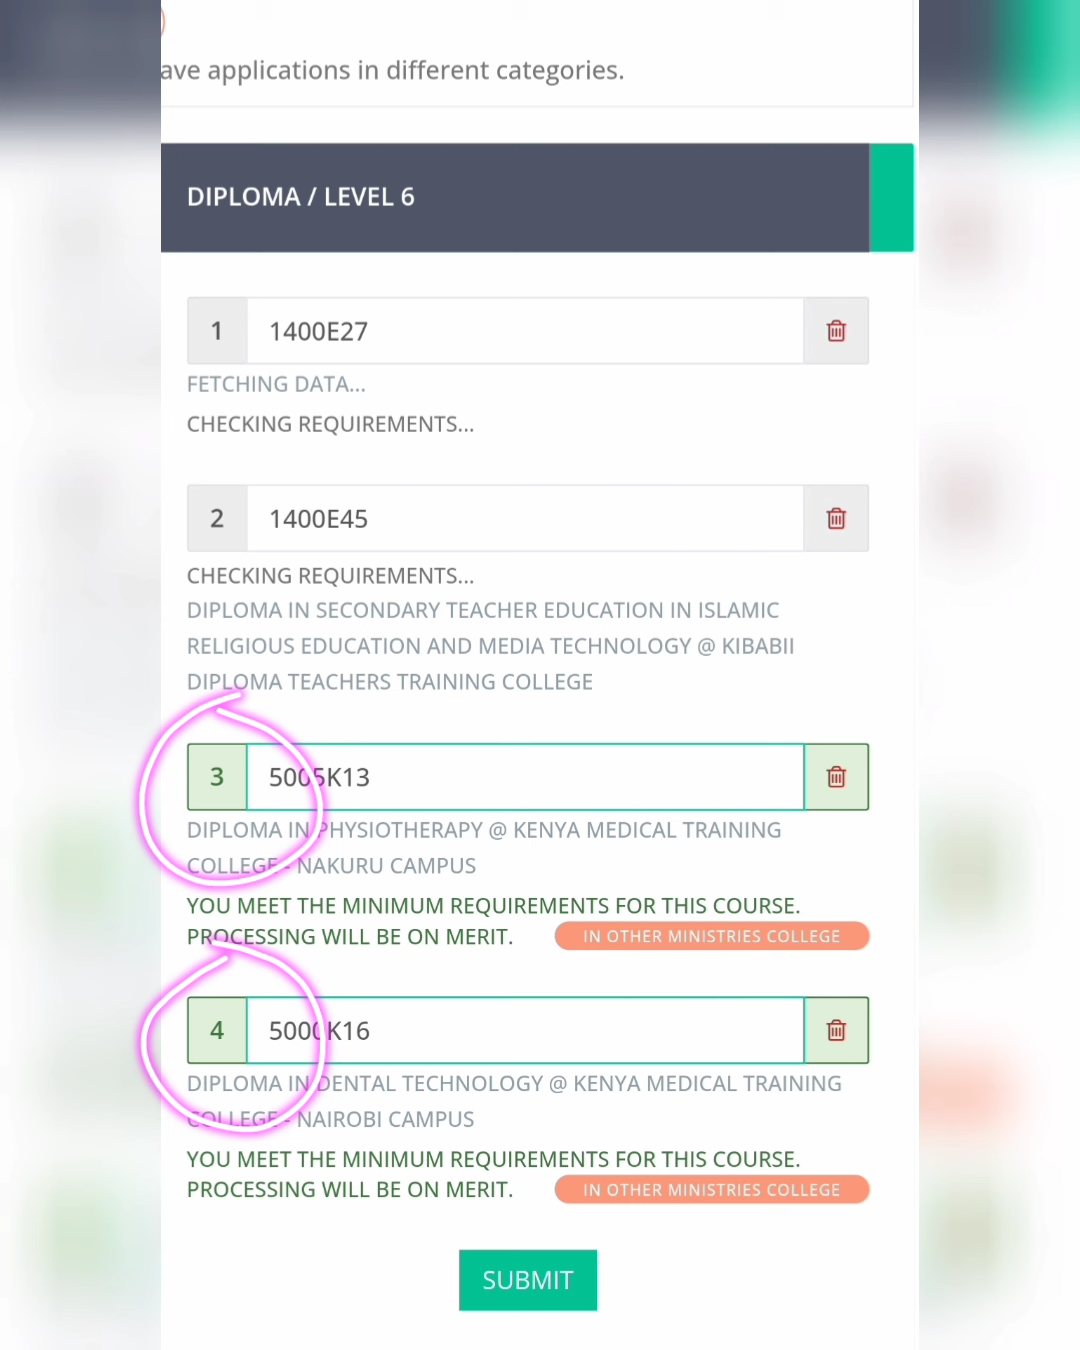 ave applications in different categories.
DIPLOMA / LEVEL 6
1 1400E27
FETCHING DATA...
CHECKING REQUIREMENTS...
2 1400E45
CHECKING REQUIREMENTS...
DIPLOMA IN SECONDARY TEACHER EDUCATION IN ISLAMIC
RELIGIOUS EDUCATION AND MEDIA TECHNOLOGY @ KIBABII
DIPLOMA TEACHERS TRAINING COLLEGE
3 5005K13
DIPLOMA IN PHYSIOTHERAPY @ KENYA MEDICAL TRAINING
COLLEGE - NAKURU CAMPUS
YOU MEET THE MINIMUM REQUIREMENTS FOR THIS COURSE.
PROCESSING WILL BE ON MERIT. IN OTHER MINISTRIES COLLEGE
4 5000K16
DIPLOMA IN DENTAL TECHNOLOGY @ KENYA MEDICAL TRAINING
COLLEGE - NAIROBI CAMPUS
YOU MEET THE MINIMUM REQUIREMENTS FOR THIS COURSE.
PROCESSING WILL BE ON MERIT. IN OTHER MINISTRIES COLLEGE
SUBMIT